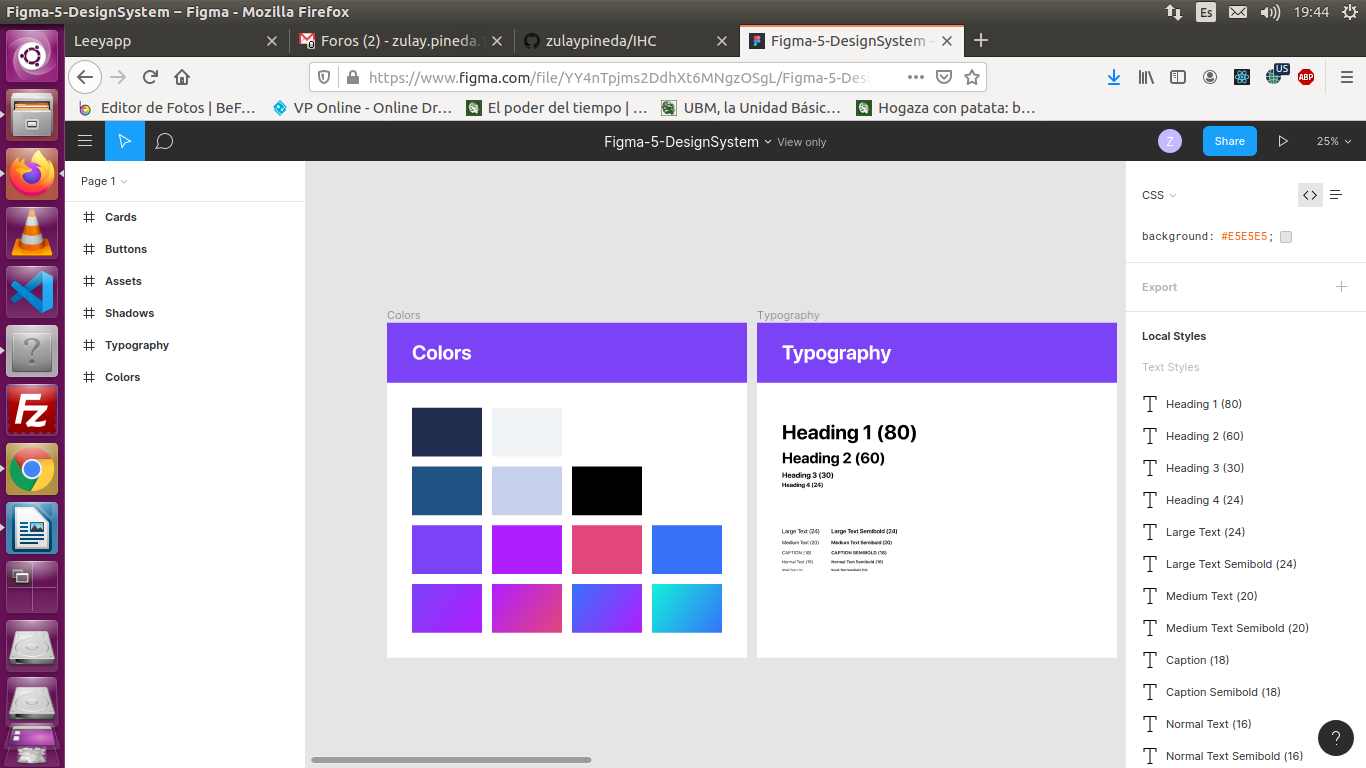 Figma-5-DesignSystem – Figma - Mozilla Firefox
Es
19:44
Leeyapp
Foros (2) - zulay.pineda.
zulaypineda/IHC
Figma-5-DesignSystem –
https://www.figma.com/file/YY4nTpjms2DdhXt6MNgzOSgL/Figma-5-Desi
US
ABP
Editor de Fotos | BeF…
VP Online - Online Dr…
El poder del tiempo | …
UBM, la Unidad Básic…
Hogaza con patata: b…
Figma-5-DesignSystem
View only
Z
Share
25%
Page 1
Cards
Buttons
Assets
Shadows
Typography
Colors
Colors
Colors
Typography
Typography
Heading 1 (80)
Heading 2 (60)
Heading 3 (30)
Heading 4 (24)
Large Text (24) Large Text Semibold (24)
Medium Text (20) Medium Text Semibold (20)
CAPTION (18) CAPTION SEMIBOLD (18)
Normal Text (16) Normal Text Semibold (16)
CSS
background: #E5E5E5;
Export
Local Styles
Text Styles
Heading 1 (80)
Heading 2 (60)
Heading 3 (30)
Heading 4 (24)
Large Text (24)
Large Text Semibold (24)
Medium Text (20)
Medium Text Semibold (20)
Caption (18)
Caption Semibold (18)
Normal Text (16)
Normal Text Semibold (16)
?